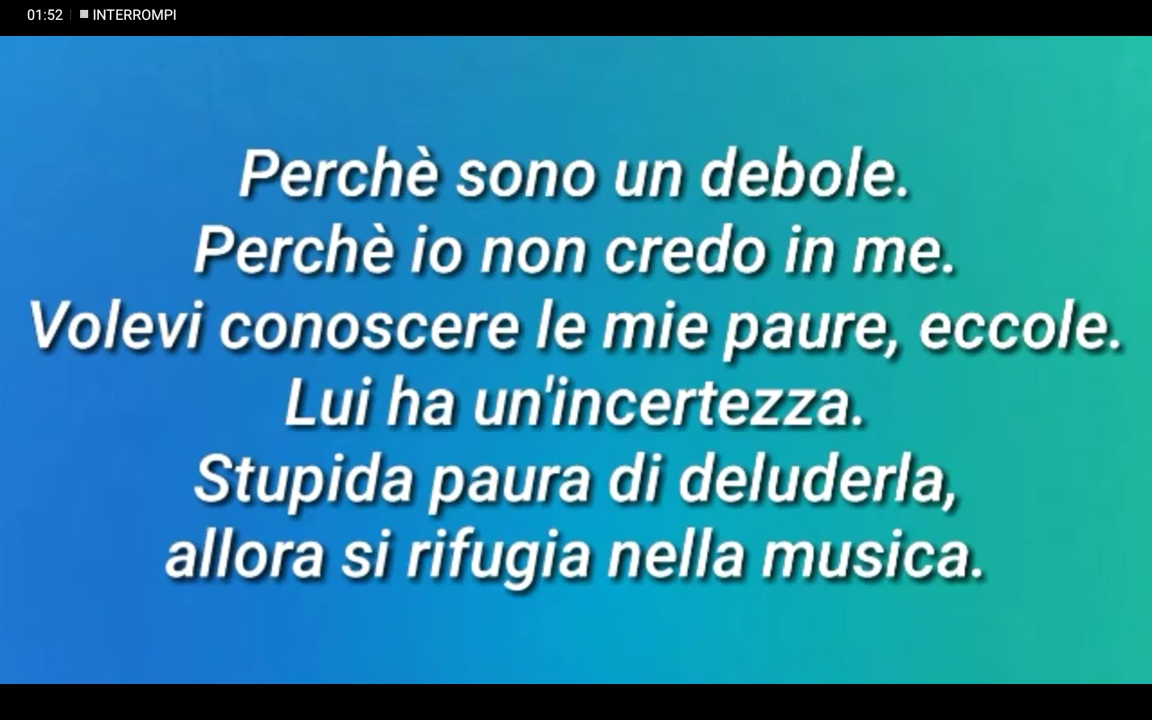 01:52 INTERROMPI
Perchè sono un debole.
Perchè io non credo in me.
Volevi conoscere le mie paure, eccole.
Lui ha un'incertezza.
Stupida paura di deluderla,
allora si rifugia nella musica.